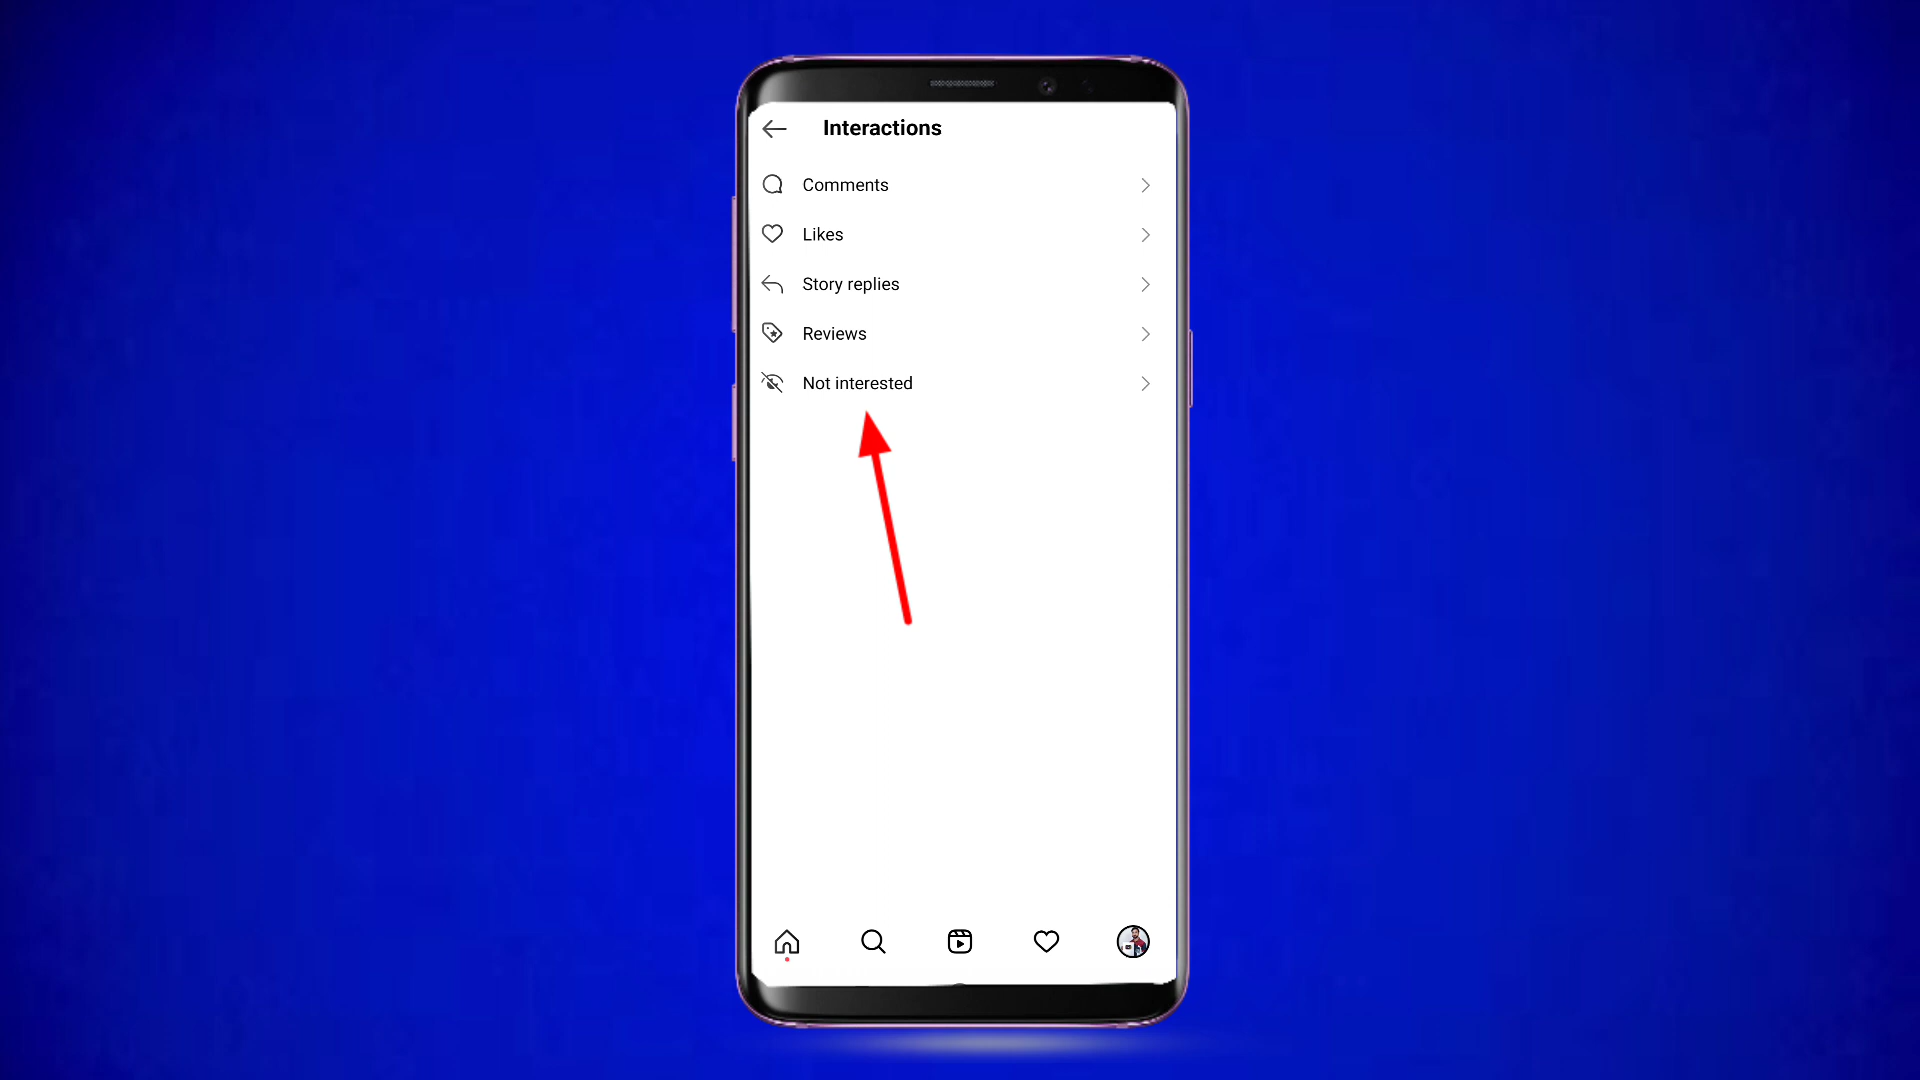 Interactions
Comments
Likes
Story replies
Reviews
Not interested